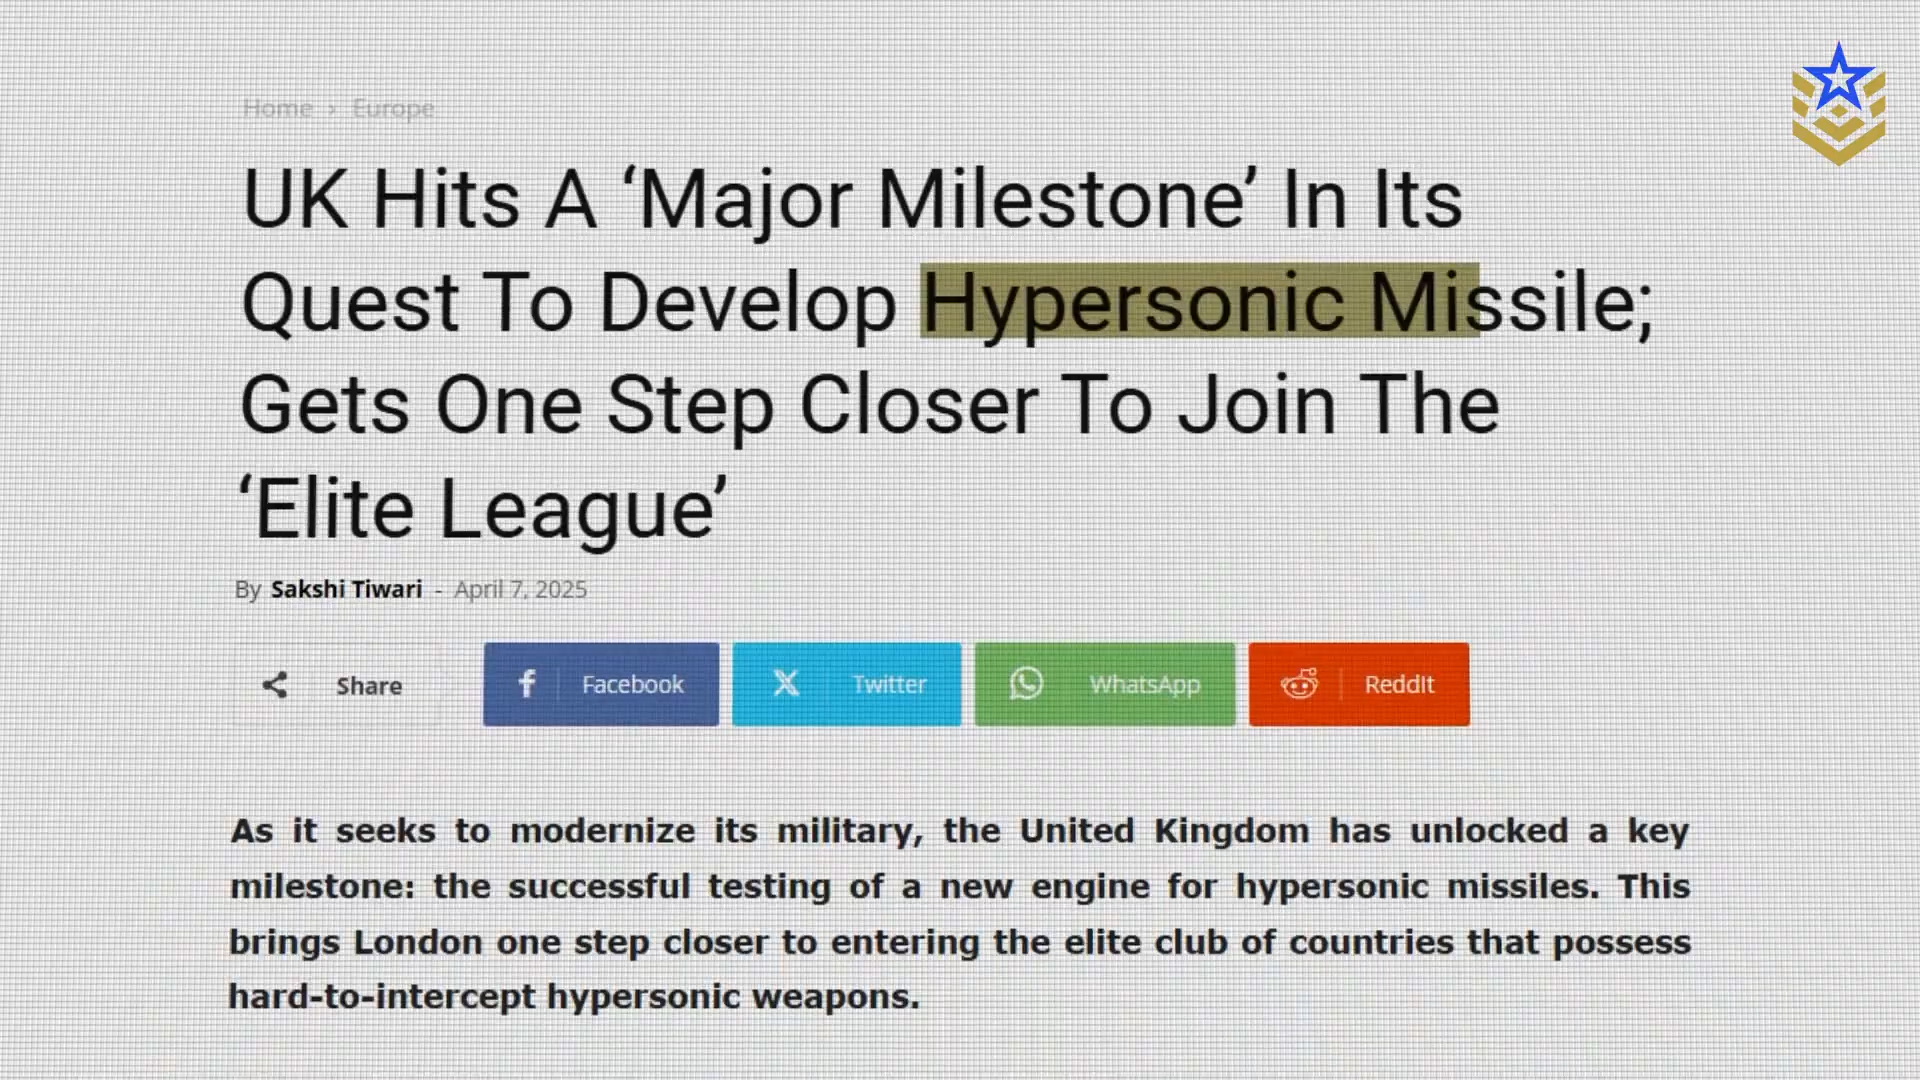 Home › Europe
UK Hits A ‘Major Milestone’ In Its
Quest To Develop Hypersonic Missile;
Gets One Step Closer To Join The
‘Elite League’
By Sakshi Tiwari - April 7, 2025
Share Facebook Twitter WhatsApp ReddIt
As it seeks to modernize its military, the United Kingdom has unlocked a key
milestone: the successful testing of a new engine for hypersonic missiles. This
brings London one step closer to entering the elite club of countries that possess
hard-to-intercept hypersonic weapons.